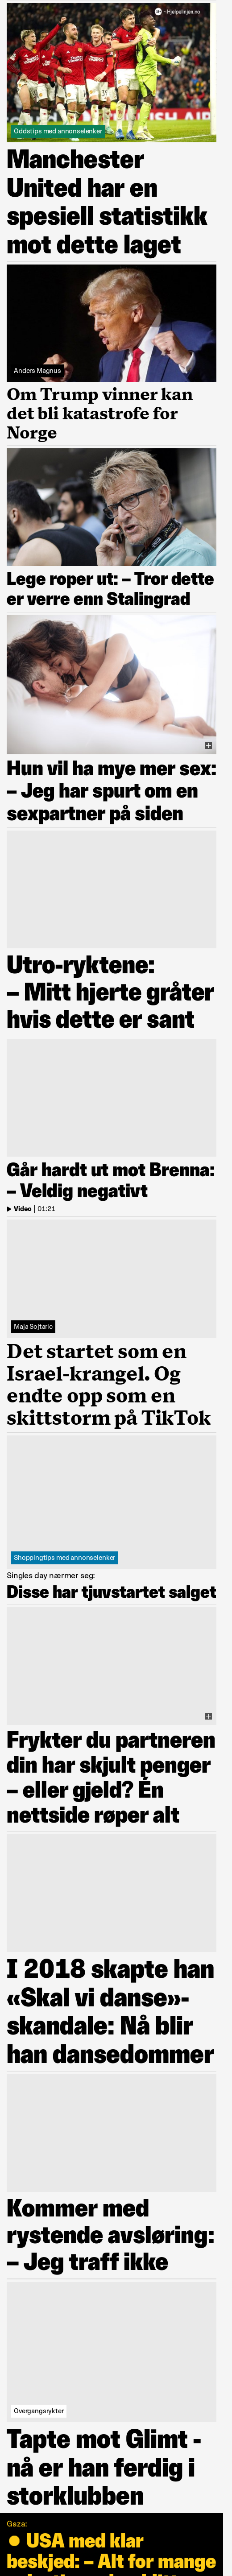 18+ - Hjelpelinjen.no
Oddstips med annonselenker
Manchester
United har en
spesiell statistikk
mot dette laget
Anders Magnus
Om Trump vinner kan
det bli katastrofe for
Norge
Lege roper ut: – Tror dette
er verre enn Stalingrad
Hun vil ha mye mer sex:
– Jeg har spurt om en
sexpartner på siden
Utro-ryktene:
– Mitt hjerte gråter
hvis dette er sant
Går hardt ut mot Brenna:
– Veldig negativt
Video | 01:21
Maja Sojtaric
Det startet som en
Israel-krangel. Og
endte opp som en
skittstorm på TikTok
Shoppingtips med annonselenker
Singles day nærmer seg:
Disse har tjuvstartet salget
Frykter du partneren
din har skjult penger
– eller gjeld? Én
nettside røper alt
I 2018 skapte han
«Skal vi danse»-
skandale: Nå blir
han dansedommer
Kommer med
rystende avsløring:
– Jeg traff ikke
Overgangsrykter
Tapte mot Glimt -
nå er han ferdig i
storklubben
Gaza:
● USA med klar
beskjed: – Alt for mange